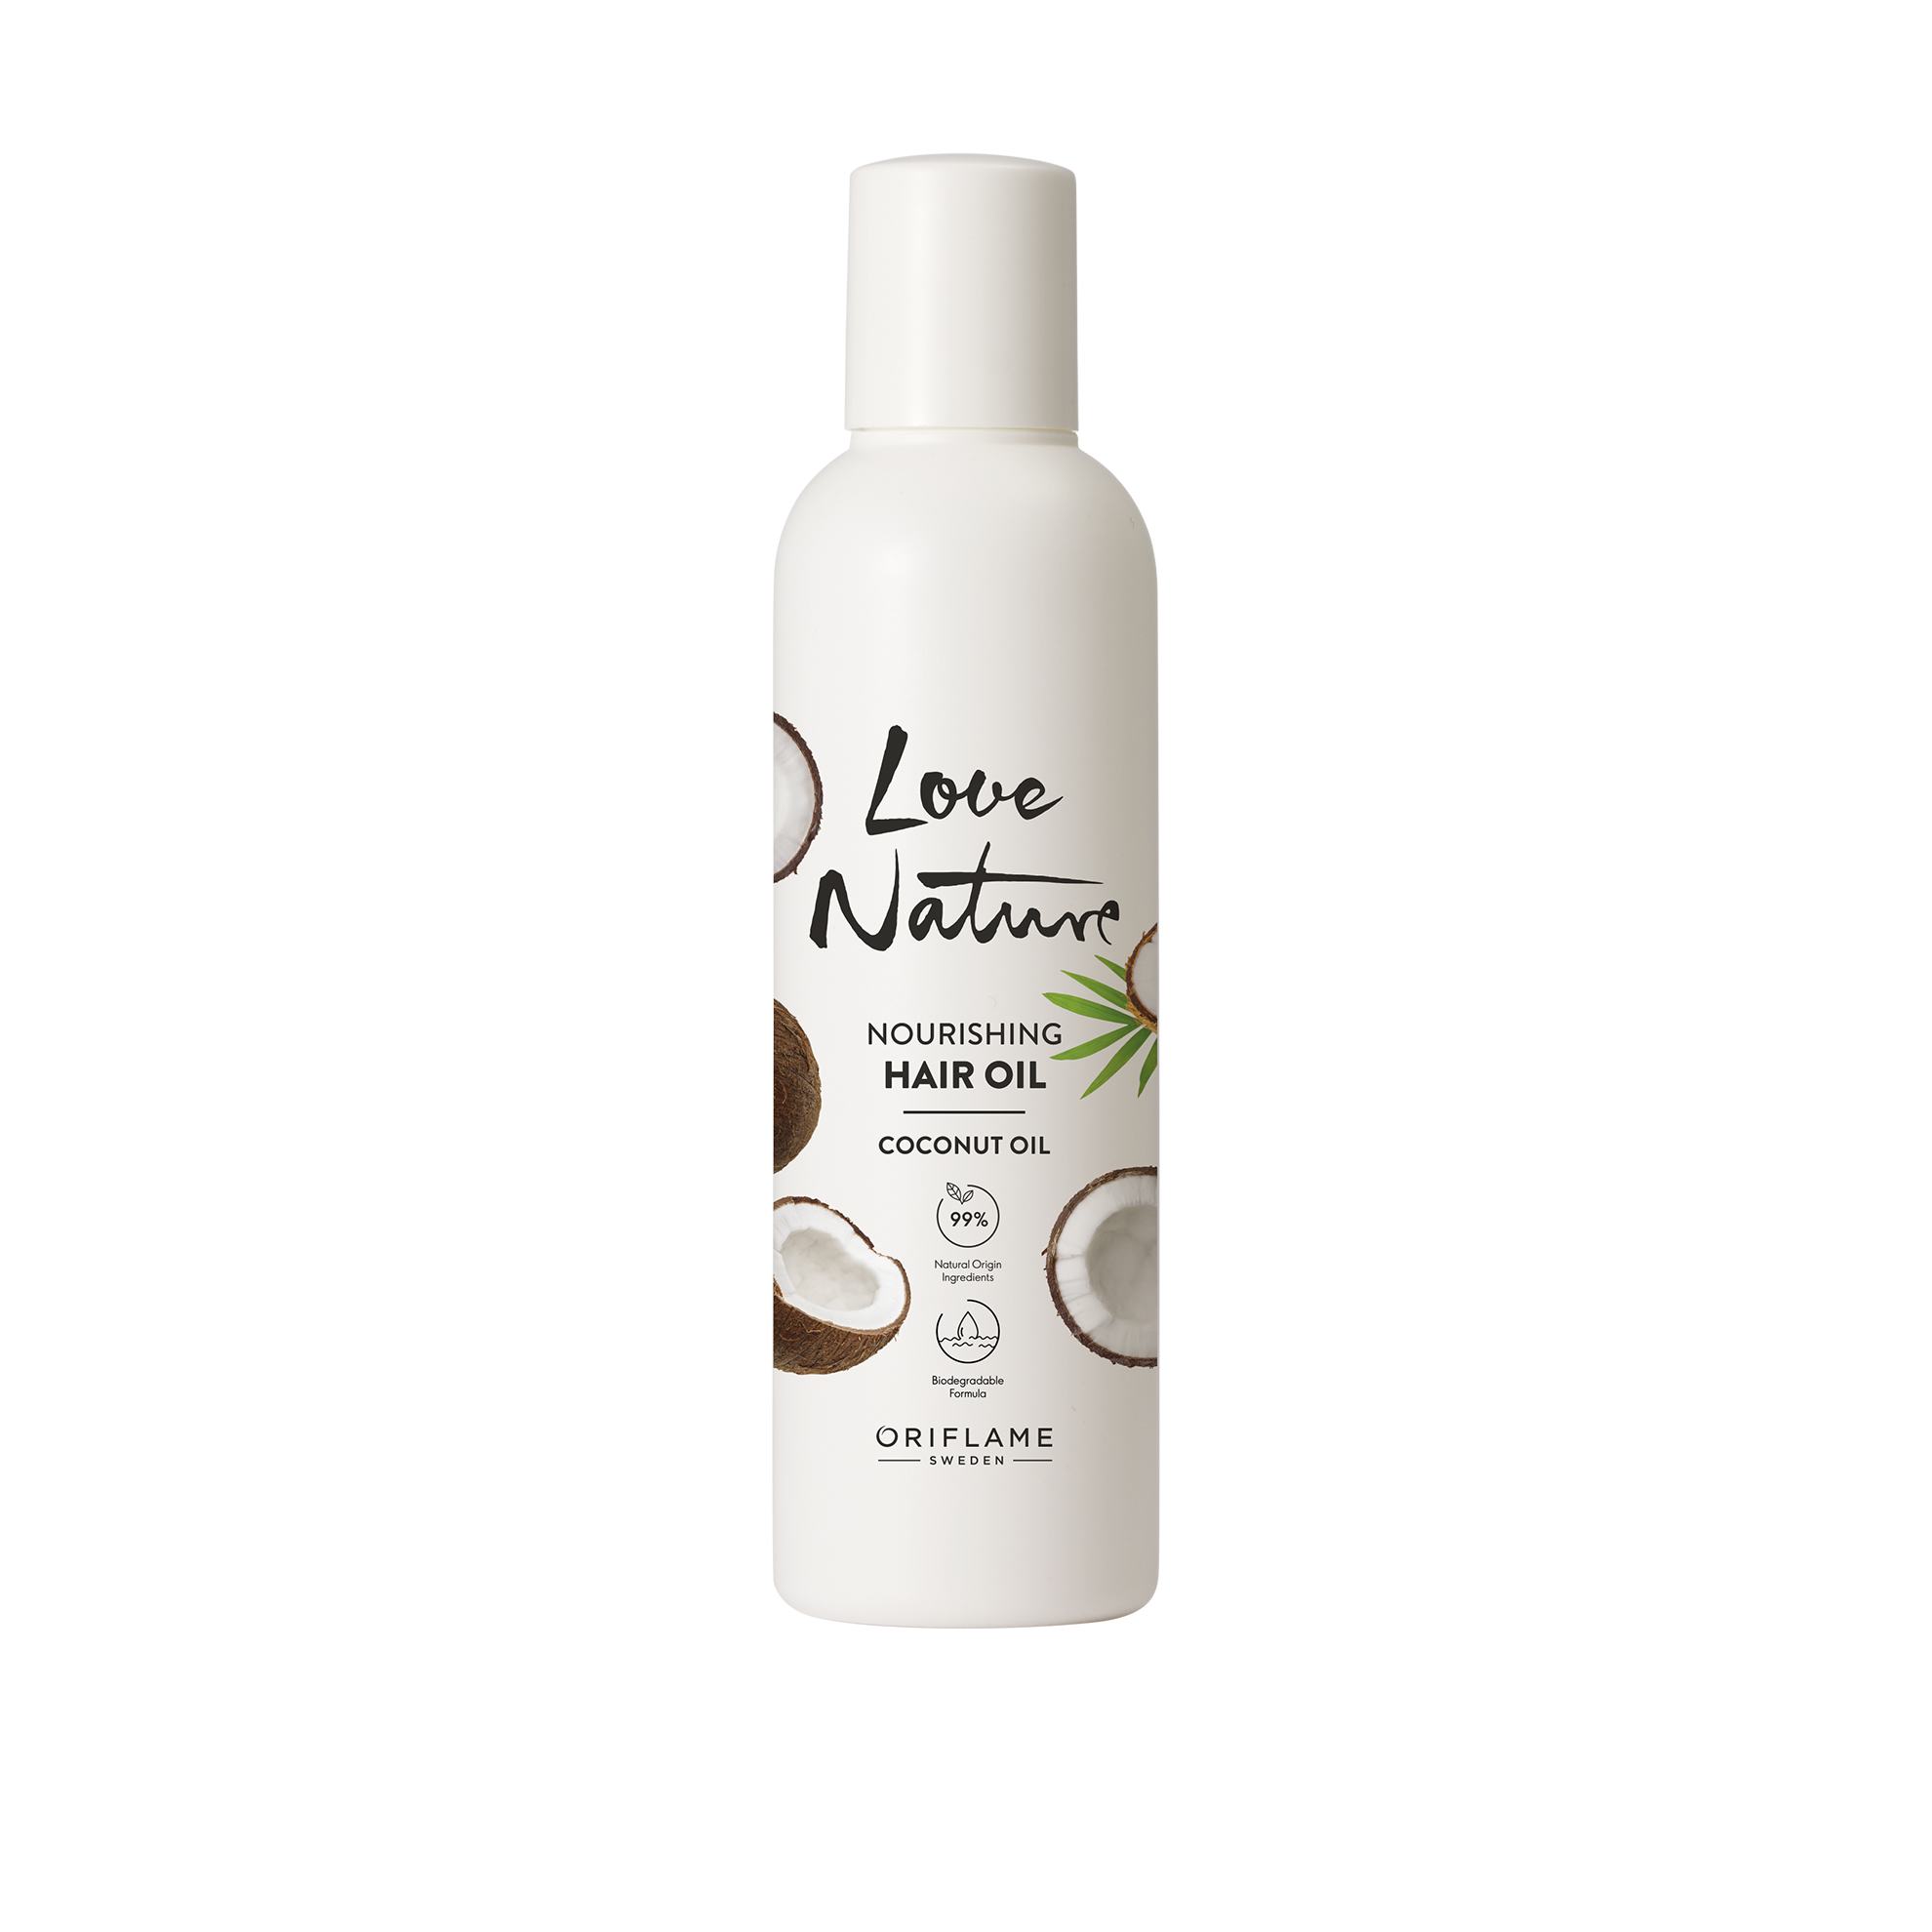 Love
Nature
NOURISHING
HAIR OIL
COCONUT OIL
99%
Natural Origin
Ingredients
Biodegradable
Formula
ORIFLAME
SWEDEN